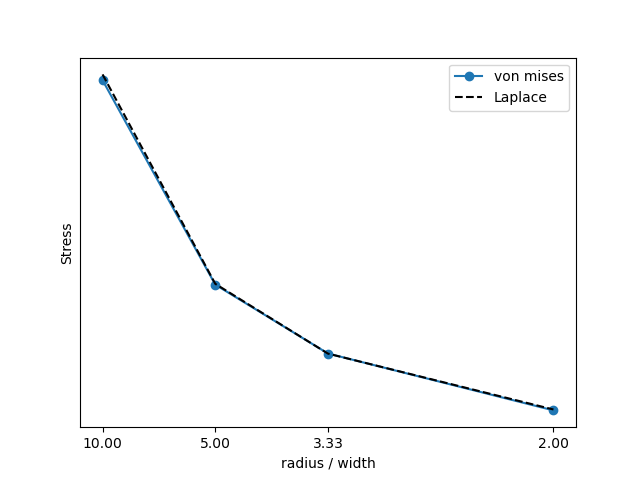 von mises
Laplace
Stress
10.00 5.00 3.33 2.00
radius / width